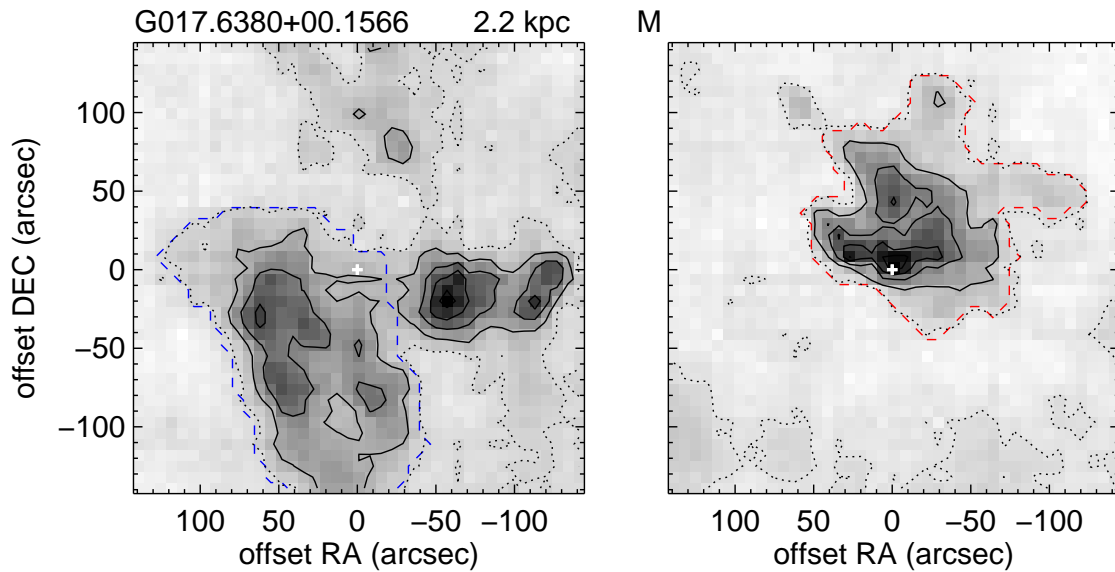 G017.6380+00.1566 2.2 kpc M
100
50
0
−50
−100
offset DEC (arcsec)
100 50 0 −50 −100 100 50 0 −50 −100
offset RA (arcsec) offset RA (arcsec)